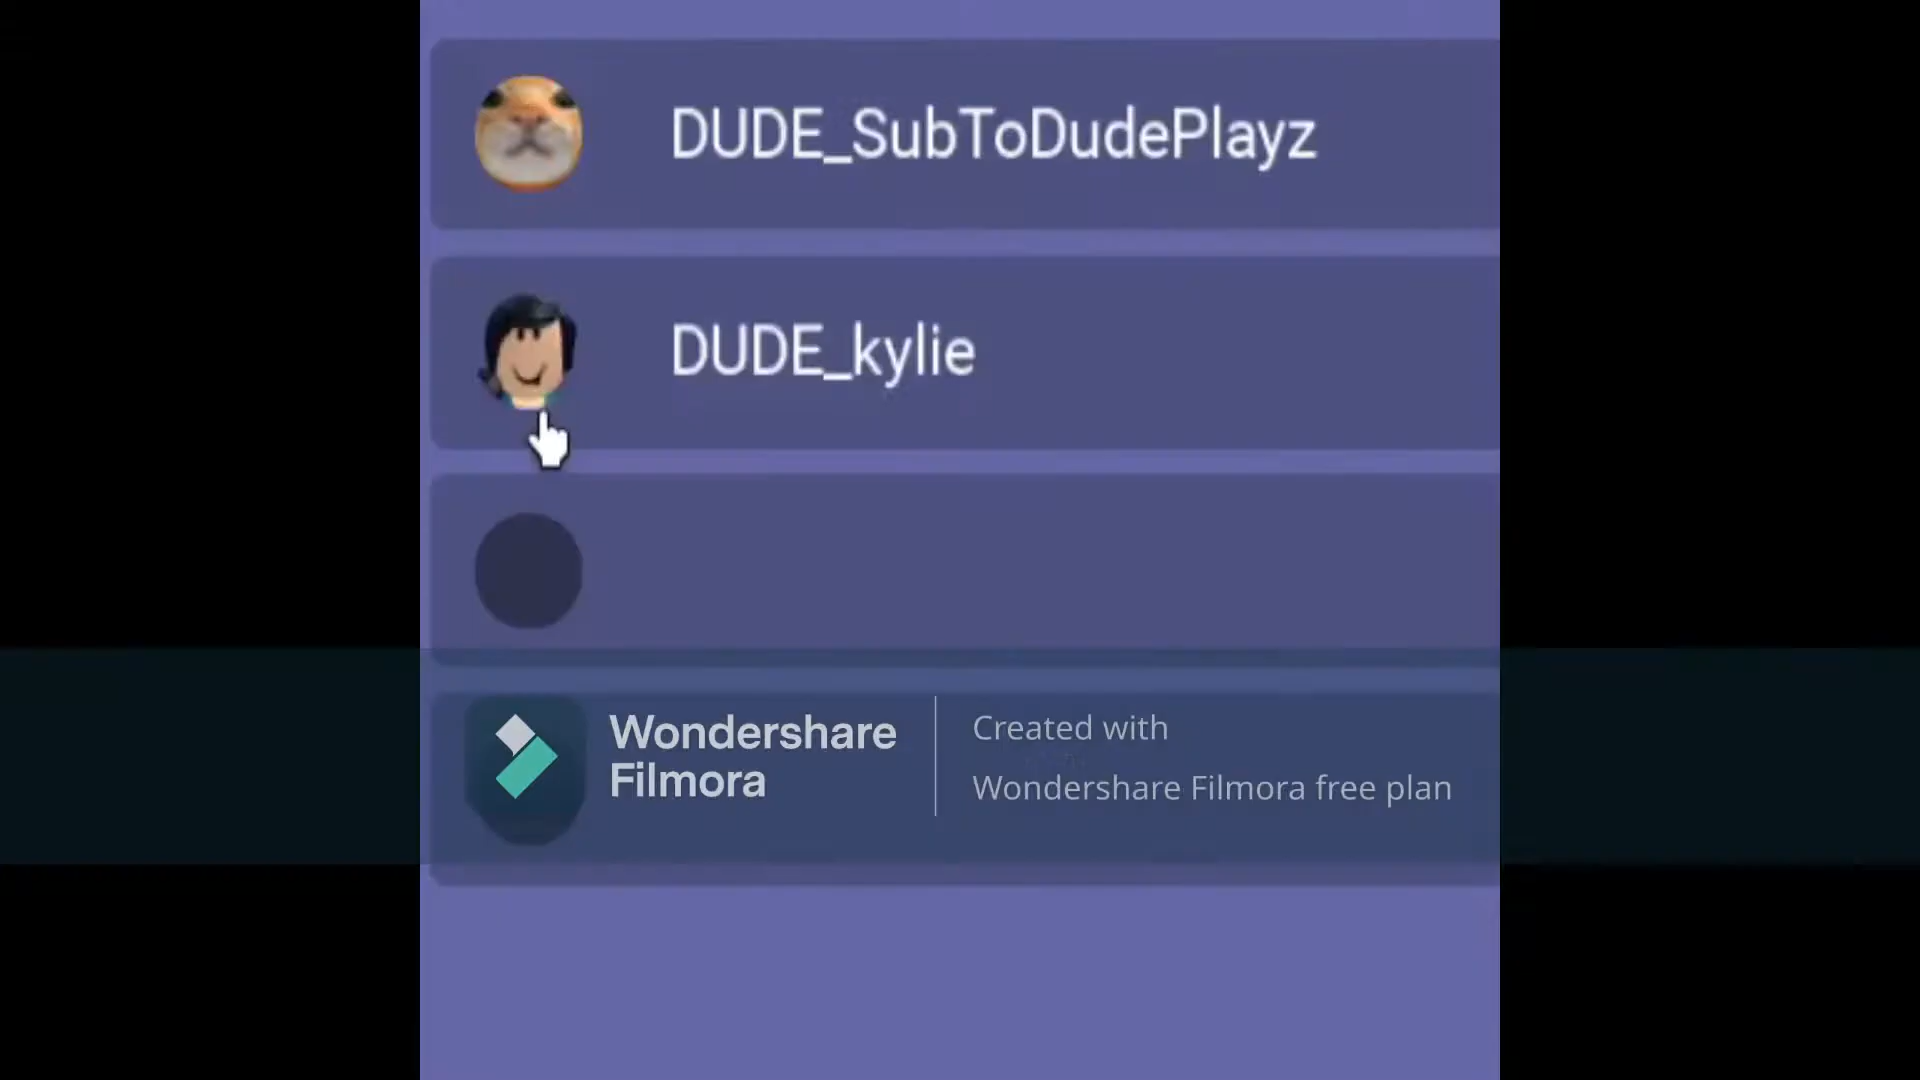 DUDE_SubToDudePlayz
DUDE_kylie
Wondershare
Filmora
Created with
Wondershare Filmora free plan